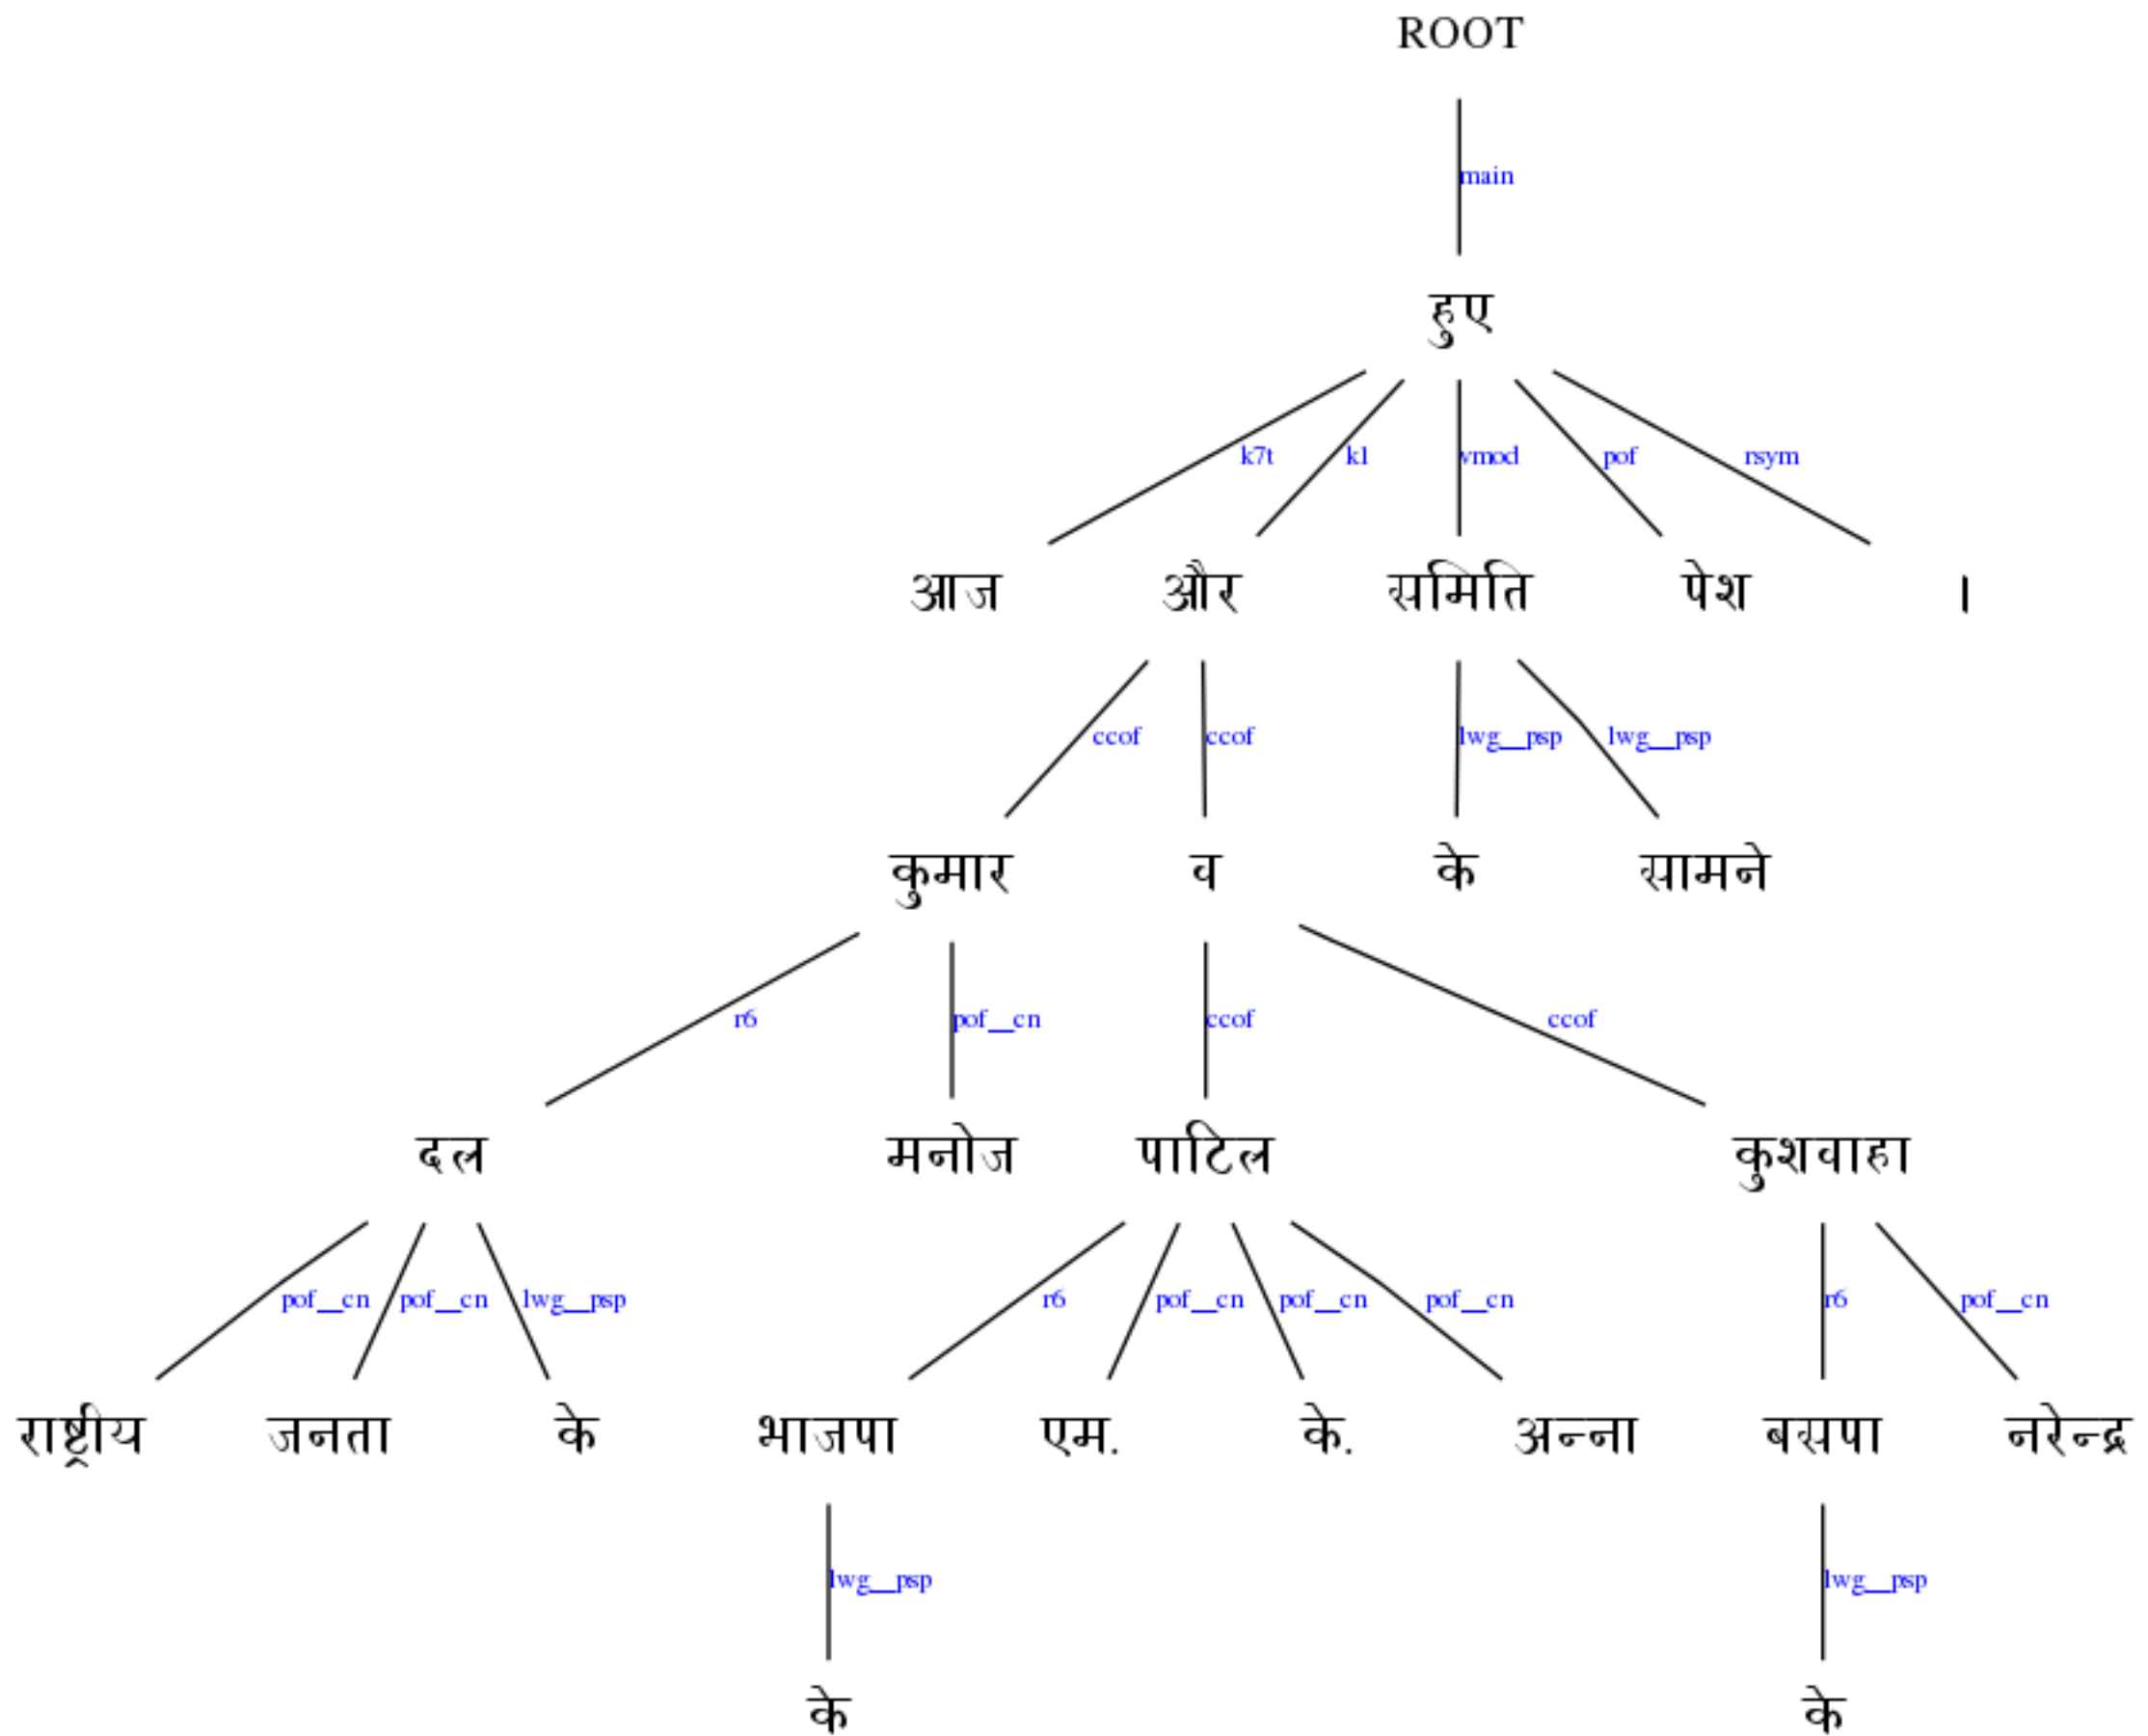 ROOT
main
हुए
k7t k1 vmod pof rsym
आज और समिति पेश ।
ccof ccof lwg__psp lwg__psp
कुमार व के सामने
r6 pof__cn ccof ccof
दल मनोज पाटिल कुशवाहा
pof__cn pof__cn lwg__psp r6 pof__cn pof__cn pof__cn r6 pof__cn
राष्ट्रीय जनता के भाजपा एम. के. अन्ना बसपा नरेन्द्र
lwg__psp lwg__psp
के के